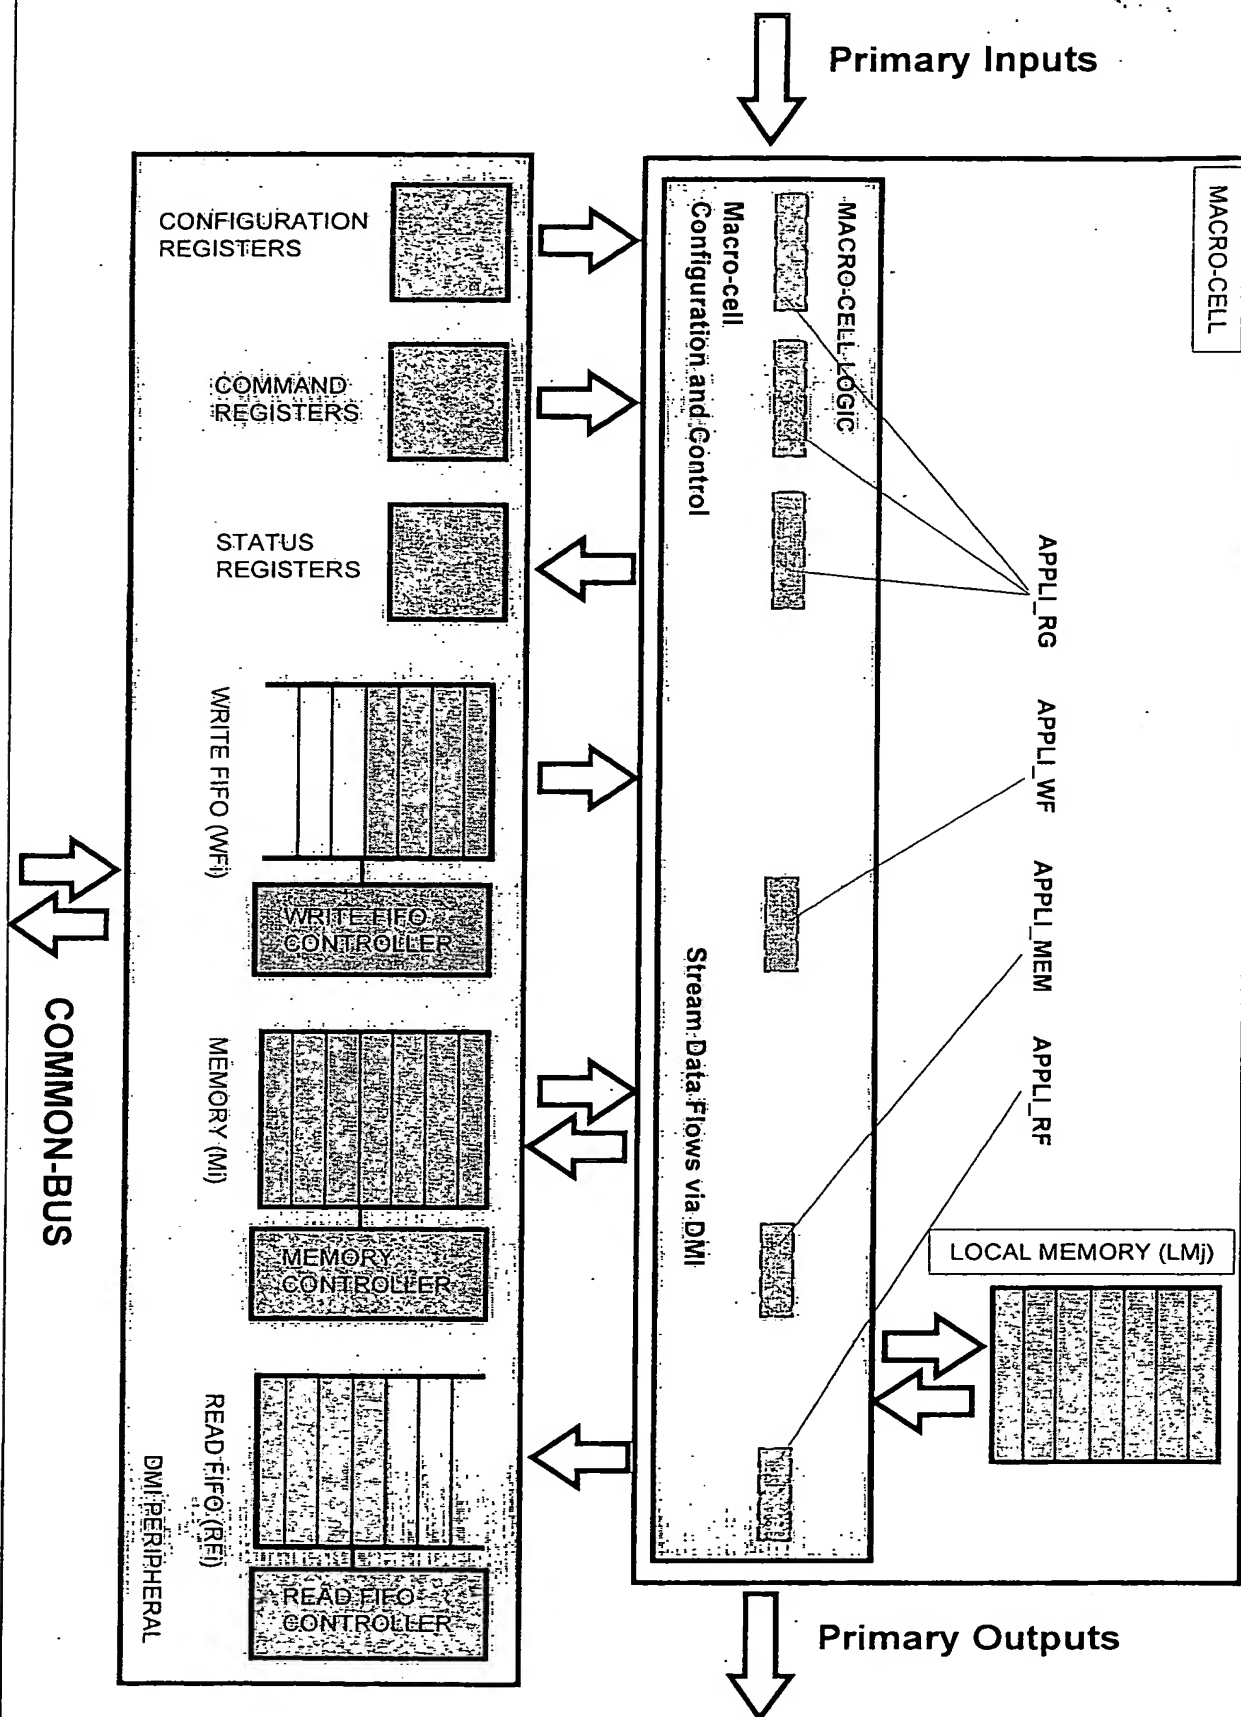 Primary Inputs
MACRO-CELL
MACRO-CELL LOGIC
Macro-cell
Configuration and Control
Stream Data Flows via DMI
APPLI_RG
APPLI_WF
APPLI_MEM
APPLI_RF
LOCAL MEMORY (LMj)
Primary Outputs
CONFIGURATION
REGISTERS
COMMAND
REGISTERS
STATUS
REGISTERS
WRITE FIFO (WFi)
WRITE FIFO
CONTROLLER
MEMORY (Mi)
MEMORY
CONTROLLER
READ FIFO (RFi)
READ FIFO
CONTROLLER
DMI PERIPHERAL
COMMON-BUS